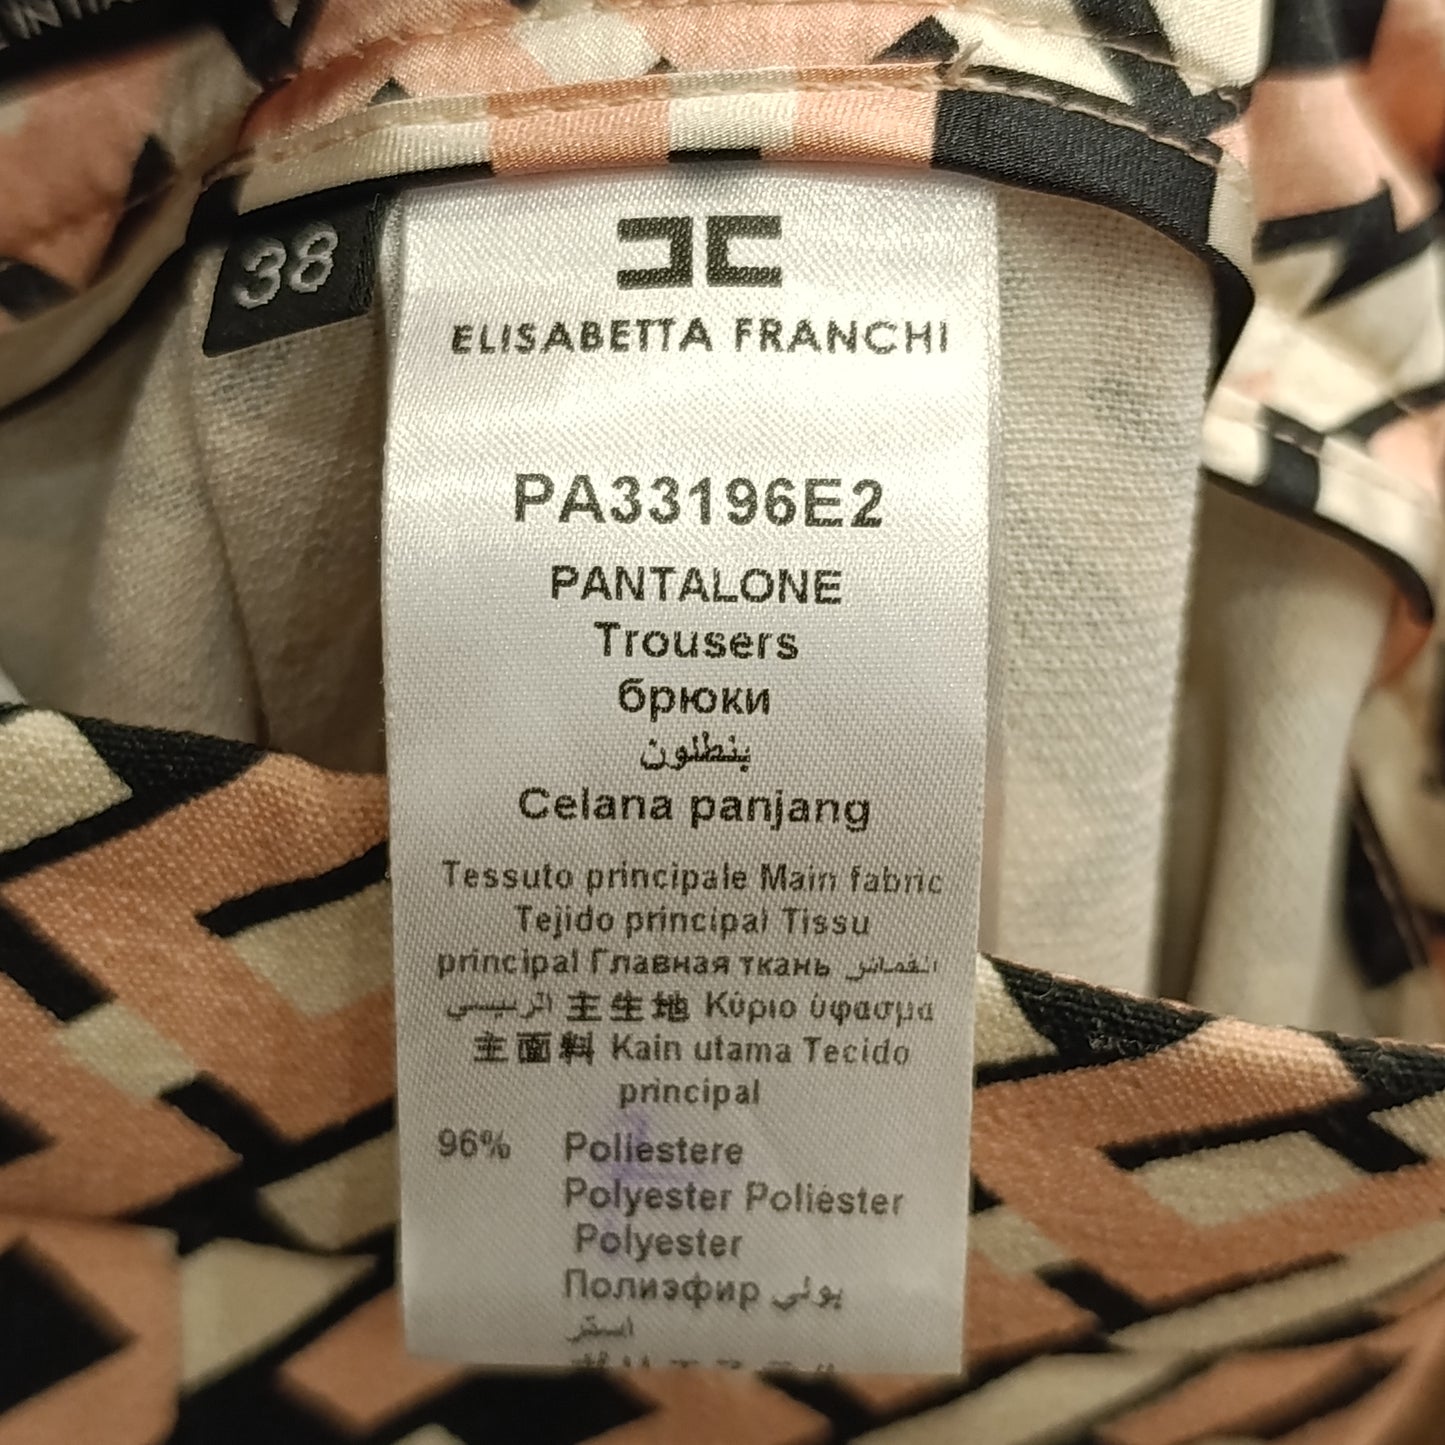 38
ELISABETTA FRANCHI
PA33196E2
PANTALONE
Trousers
брюки
بنطلون
Celana panjang
Tessuto principale Main fabric
Tejido principal Tissu
principal Главная ткань القماش
الرئيسي 主生地 Κύριο ύφασμα
主面料 Kain utama Tecido
principal
96% Poliestere
Polyester Poliéster
Polyester
Полиэфир بولي
استر